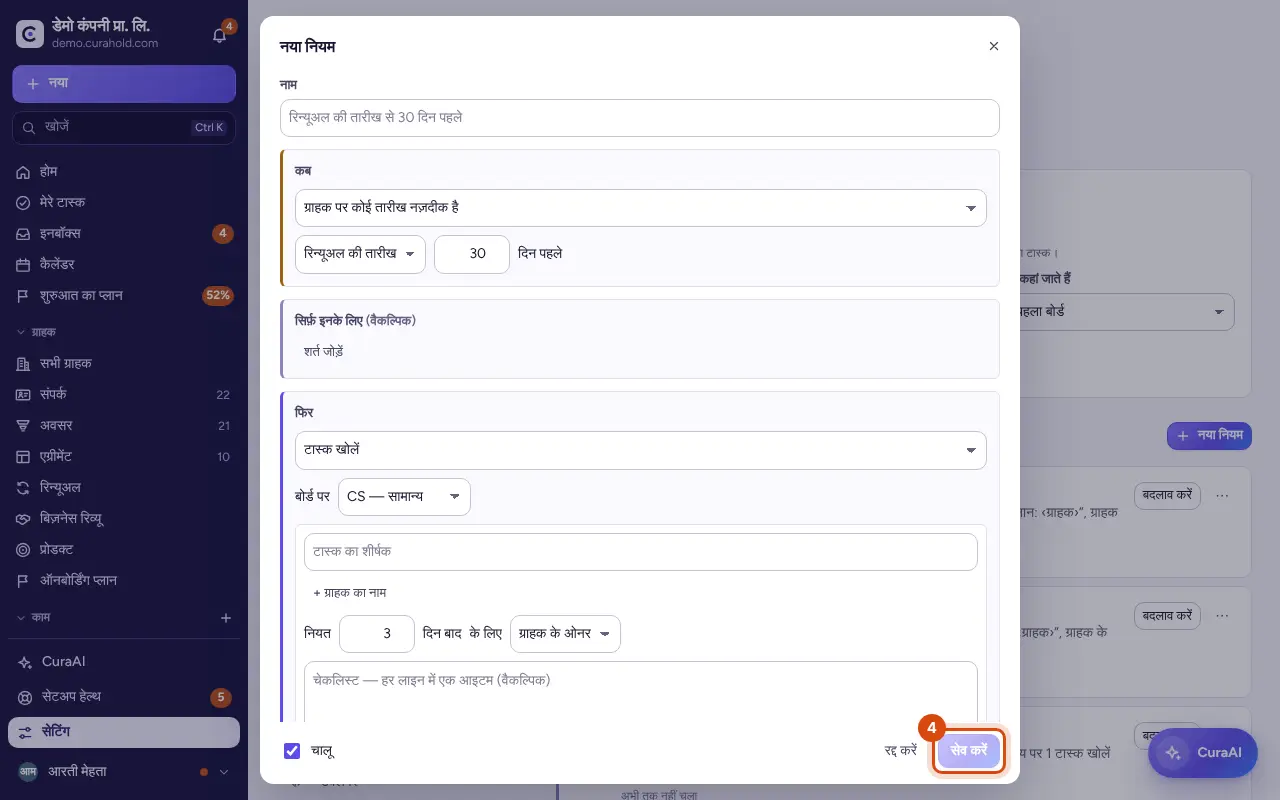 डेमो कंपनी प्रा. लि.
demo.curahold.com
4
+ नया
खोजें Ctrl K
होम
मेरे टास्क
इनबॉक्स 4
कैलेंडर
शुरुआत का प्लान 52%
ग्राहक
सभी ग्राहक
संपर्क 22
अवसर 21
एग्रीमेंट 10
रिन्यूअल
बिज़नेस रिव्यू
प्रोडक्ट
ऑनबोर्डिंग प्लान
काम +
CuraAI
सेटअप हेल्थ 5
सेटिंग
आम आरती मेहता
नया नियम ×
नाम
रिन्यूअल की तारीख से 30 दिन पहले
कब
ग्राहक पर कोई तारीख नज़दीक है
रिन्यूअल की तारीख 30 दिन पहले
सिर्फ़ इनके लिए (वैकल्पिक)
शर्त जोड़ें
फिर
टास्क खोलें
बोर्ड पर CS — सामान्य
टास्क का शीर्षक
+ ग्राहक का नाम
नियत 3 दिन बाद के लिए ग्राहक के ओनर
चेकलिस्ट — हर लाइन में एक आइटम (वैकल्पिक)
चालू रद्द करें सेव करें
4
टास्क।
कहां जाते हैं
बोर्ड
+ नया नियम
बदलाव करें ...
‹ग्राहक›", ग्राहक
बदलाव करें ...
ग्राहक›", ग्राहक के
पर 1 टास्क खोलें
CuraAI
अभी तक नहीं चला